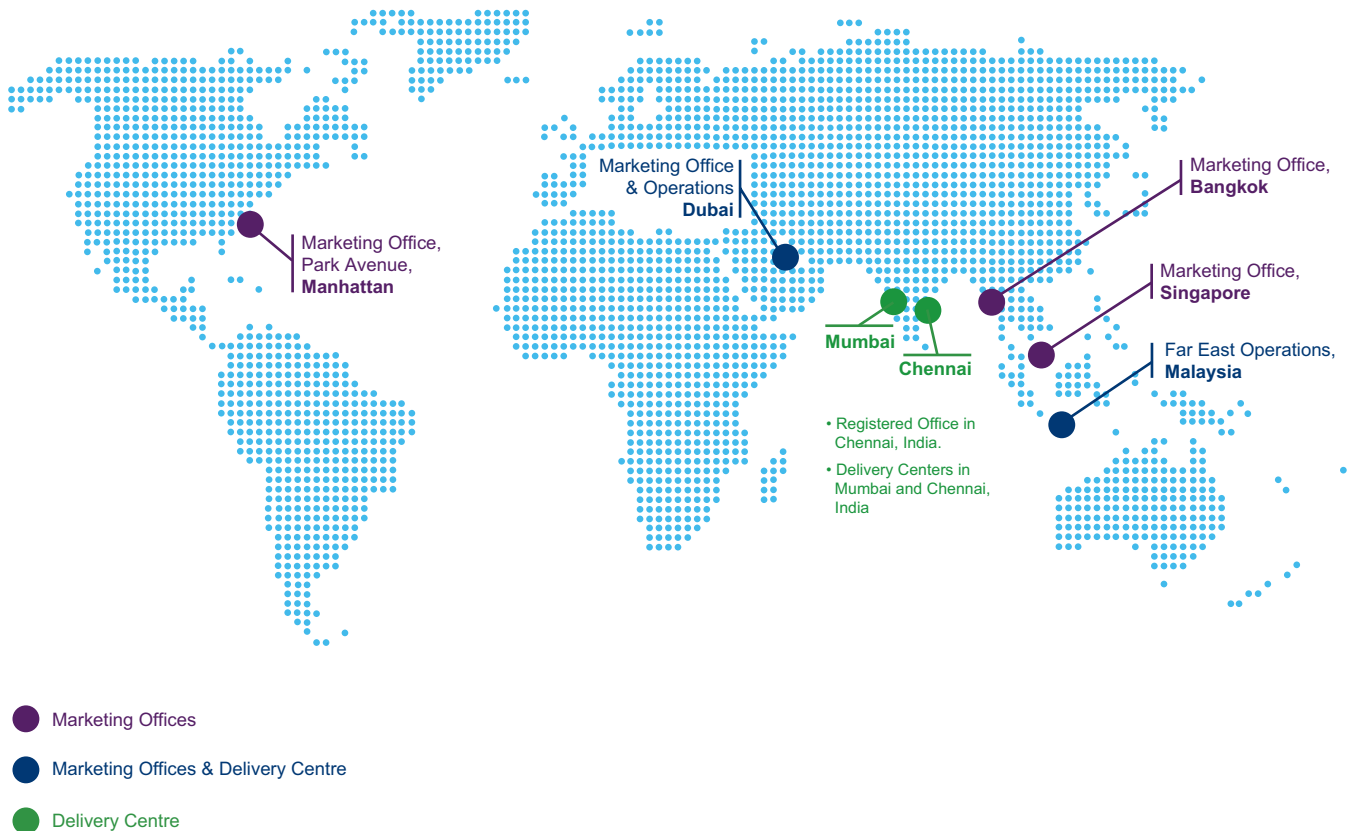 Marketing Office
& Operations
Dubai
Marketing Office,
Bangkok
Marketing Office,
Park Avenue,
Manhattan
Marketing Office,
Singapore
Mumbai
Chennai
Far East Operations,
Malaysia
• Registered Office in
Chennai, India.
• Delivery Centers in
Mumbai and Chennai,
India
Marketing Offices
Marketing Offices & Delivery Centre
Delivery Centre